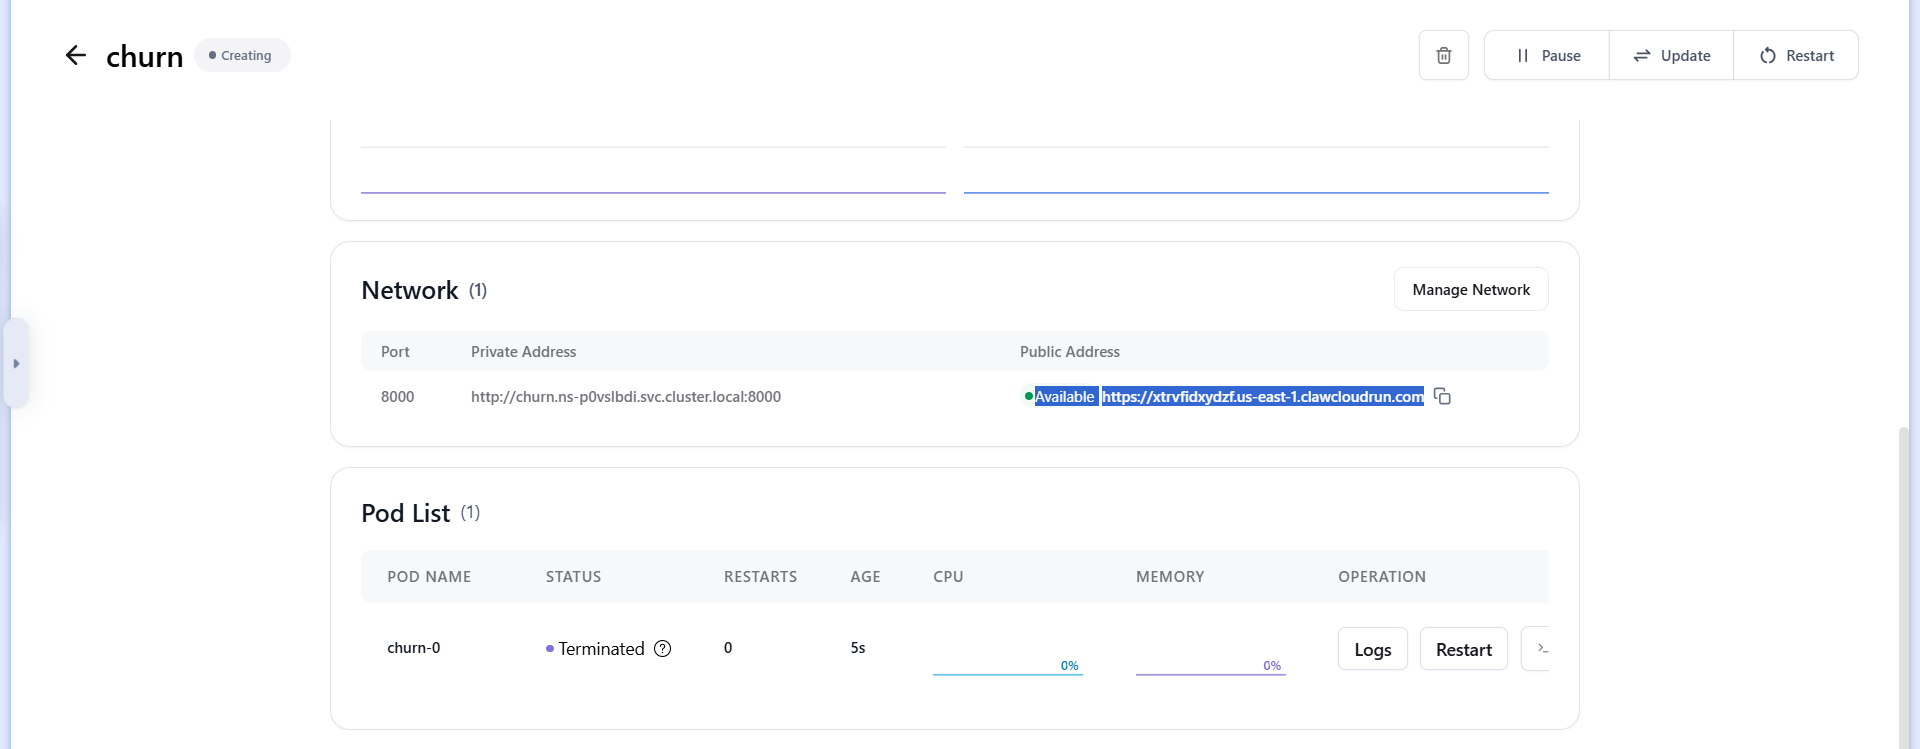 churn
Creating
Pause
Update
Restart
Network (1)
Manage Network
Port Private Address Public Address
8000 http://churn.ns-p0vslbdi.svc.cluster.local:8000 Available https://xtrvfidxydzf.us-east-1.clawcloudrun.com
Pod List (1)
POD NAME STATUS RESTARTS AGE CPU MEMORY OPERATION
churn-0 Terminated ? 0 5s 0% 0% Logs Restart >_